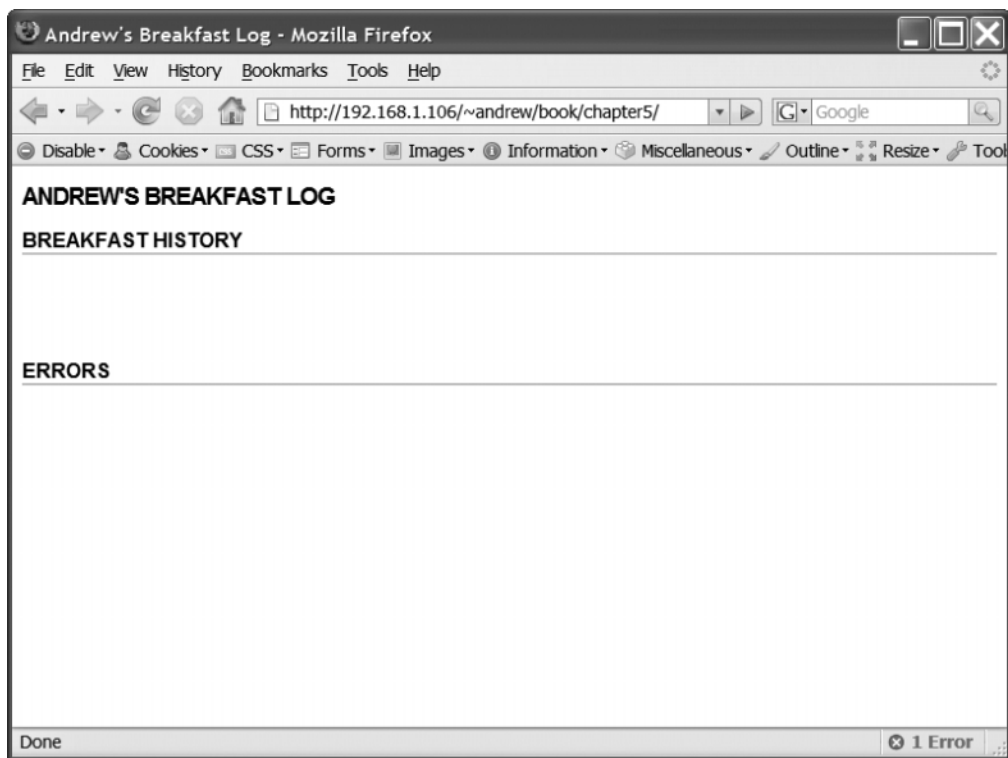 Andrew's Breakfast Log - Mozilla Firefox
File Edit View History Bookmarks Tools Help
http://192.168.1.106/~andrew/book/chapter5/ G Google
Disable Cookies CSS Forms Images Information Miscellaneous Outline Resize Tool
ANDREW'S BREAKFAST LOG
BREAKFAST HISTORY
ERRORS
Done 1 Error